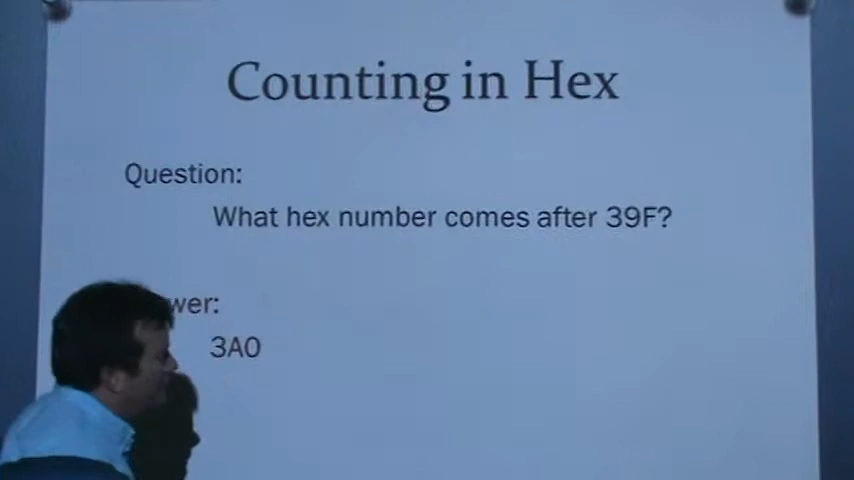 Counting in Hex
Question:
What hex number comes after 39F?
wer:
3A0